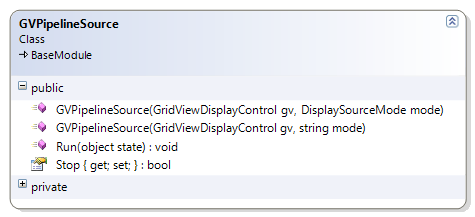 GVPipelineSource
Class
BaseModule
public
GVPipelineSource(GridViewDisplayControl gv, DisplaySourceMode mode)
GVPipelineSource(GridViewDisplayControl gv, string mode)
Run(object state) : void
Stop { get; set; } : bool
private